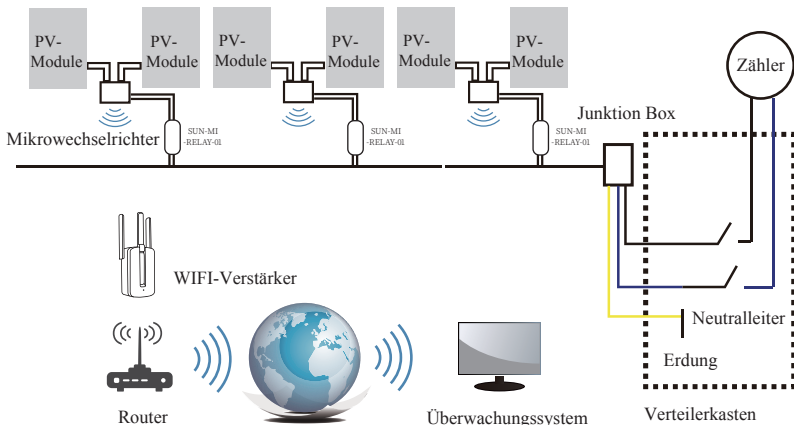 PV-
Module
PV-
Module
PV-
Module
PV-
Module
PV-
Module
PV-
Module
Zähler
Junktion Box
Mikrowechselrichter
SUN-MI
-RELAY-01
SUN-MI
-RELAY-01
SUN-MI
-RELAY-01
WIFI-Verstärker
Neutralleiter
Erdung
Router
Überwachungssystem
Verteilerkasten